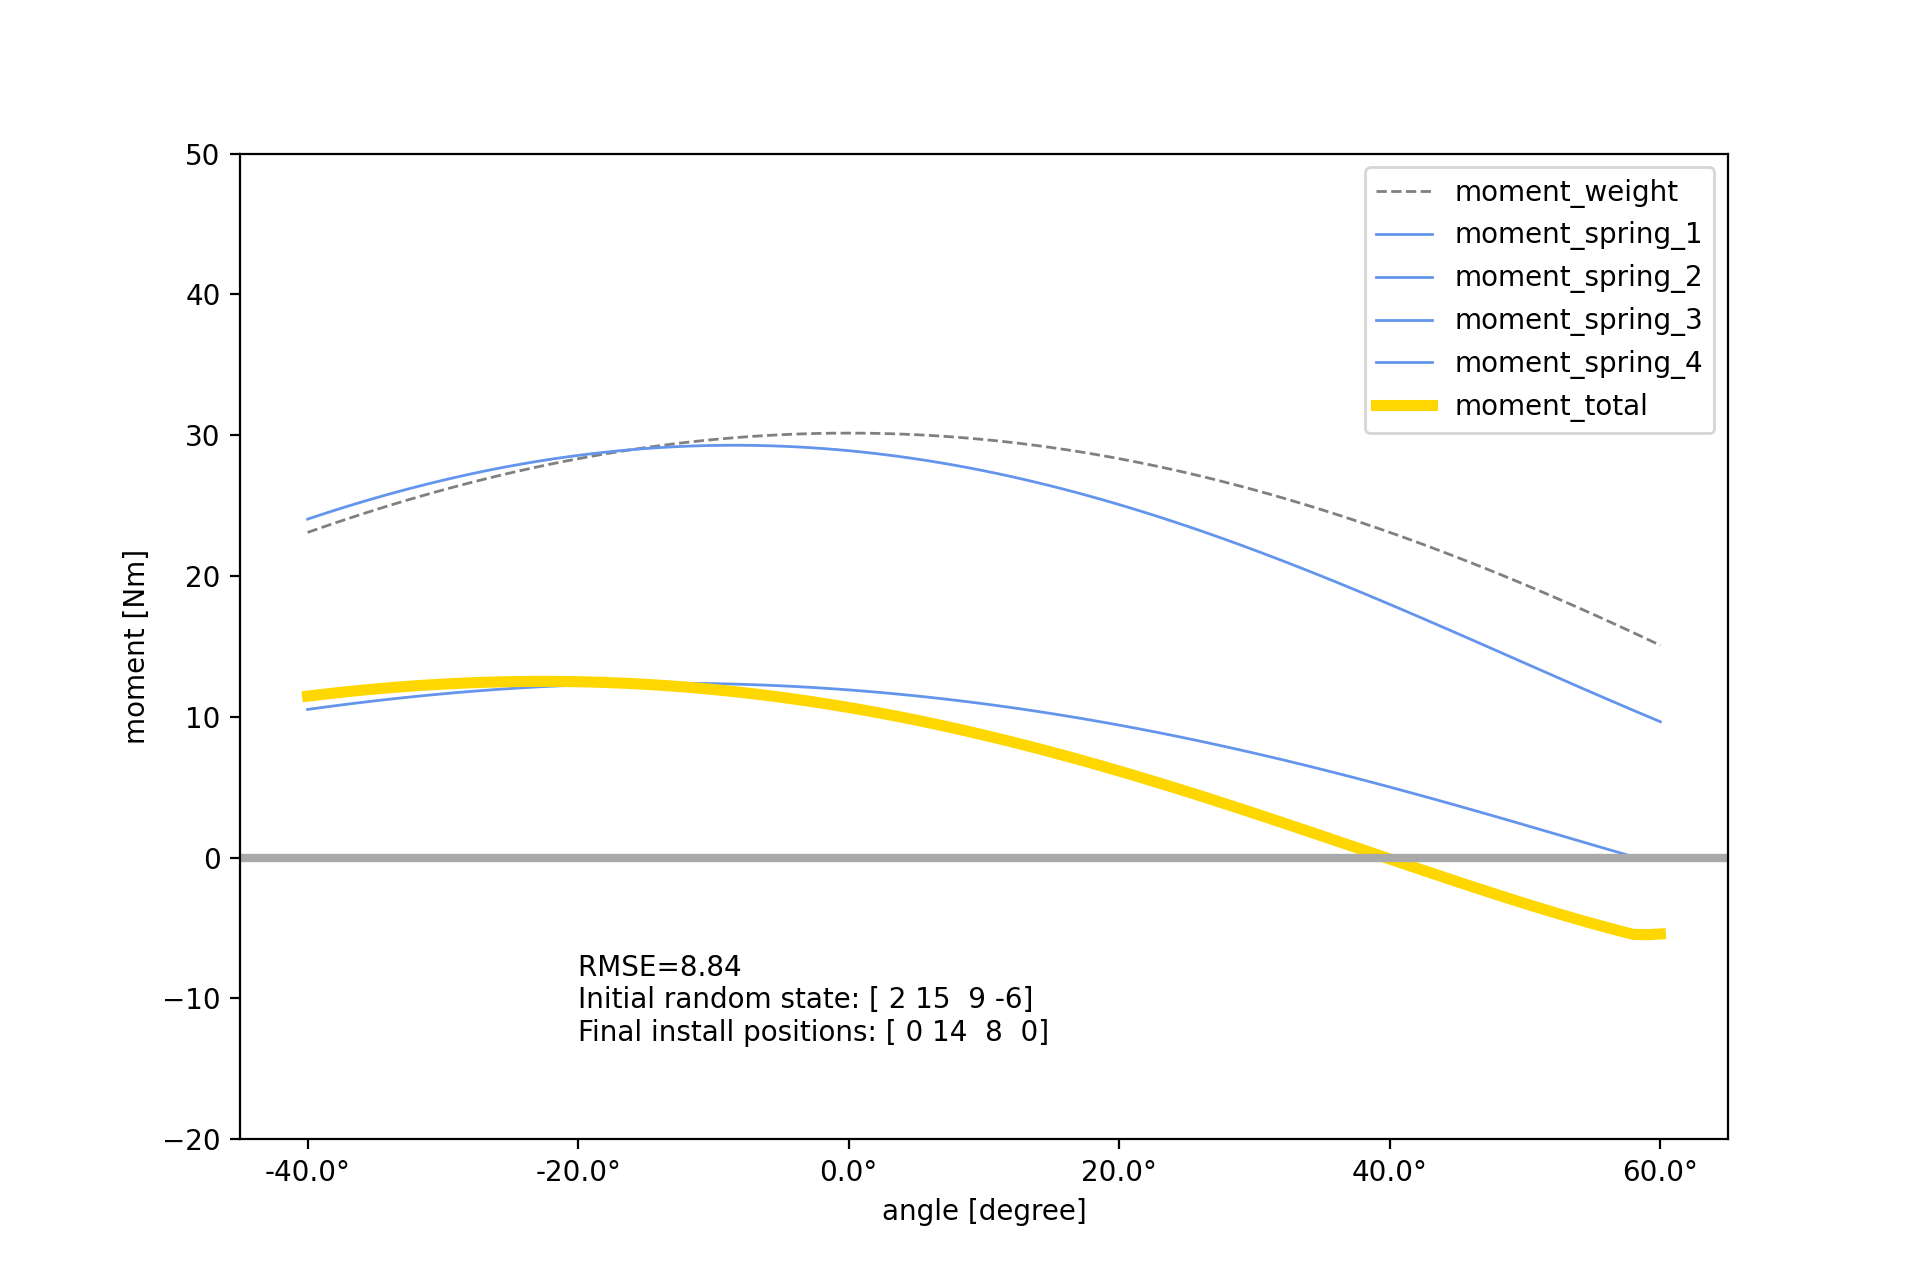 50
40
30
20
10
0
−10
−20
moment [Nm]
moment_weight
moment_spring_1
moment_spring_2
moment_spring_3
moment_spring_4
moment_total
RMSE=8.84
Initial random state: [ 2 15  9 -6]
Final install positions: [ 0 14  8  0]
-40.0° -20.0° 0.0° 20.0° 40.0° 60.0°
angle [degree]